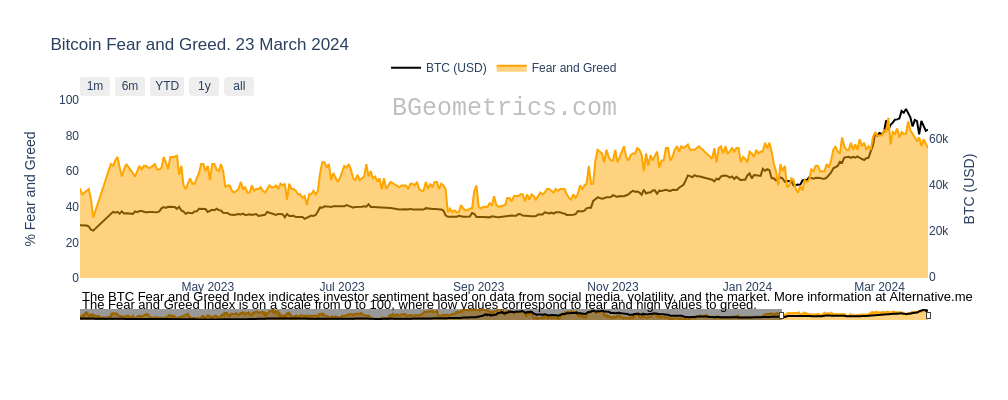 Bitcoin Fear and Greed. 23 March 2024
BTC (USD) Fear and Greed
1m 6m YTD 1y all
BGeometrics.com
100
80
60
40
20
0
% Fear and Greed
60k
40k
20k
0
BTC (USD)
May 2023 Jul 2023 Sep 2023 Nov 2023 Jan 2024 Mar 2024
The BTC Fear and Greed Index indicates investor sentiment based on data from social media, volatility, and the market. More information at Alternative.me
The Fear and Greed Index is on a scale from 0 to 100, where low values correspond to fear and high values to greed.